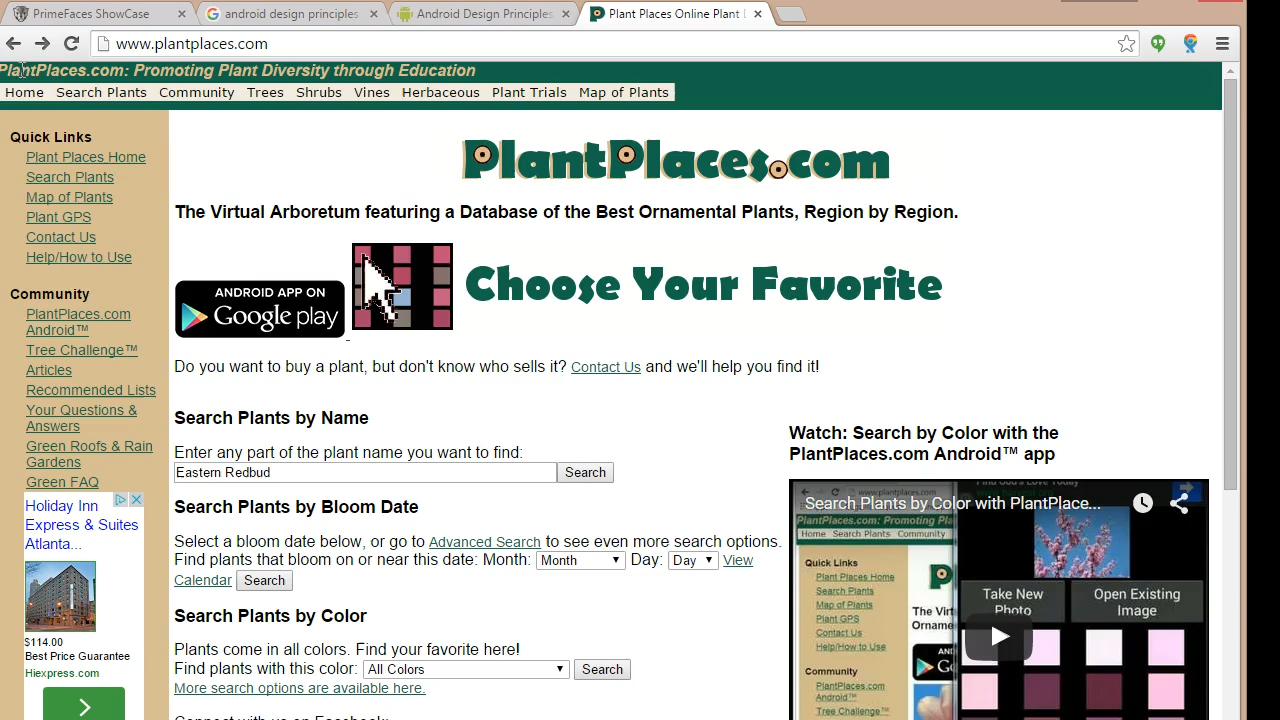 PrimeFaces ShowCase
android design principles
Android Design Principles
Plant Places Online Plant
www.plantplaces.com
PlantPlaces.com: Promoting Plant Diversity through Education
Home Search Plants Community Trees Shrubs Vines Herbaceous Plant Trials Map of Plants
Quick Links
Plant Places Home
Search Plants
Map of Plants
Plant GPS
Contact Us
Help/How to Use
Community
PlantPlaces.com
Android™
Tree Challenge™
Articles
Recommended Lists
Your Questions &
Answers
Green Roofs & Rain
Gardens
Green FAQ
Holiday Inn
Express & Suites
Atlanta...
$114.00
Best Price Guarantee
Hiexpress.com
PlantPlaces.com
The Virtual Arboretum featuring a Database of the Best Ornamental Plants, Region by Region.
ANDROID APP ON
Google play
Choose Your Favorite
Do you want to buy a plant, but don't know who sells it? Contact Us and we'll help you find it!
Search Plants by Name
Enter any part of the plant name you want to find:
Eastern Redbud Search
Search Plants by Bloom Date
Select a bloom date below, or go to Advanced Search to see even more search options.
Find plants that bloom on or near this date: Month: Month Day: Day View
Calendar Search
Search Plants by Color
Plants come in all colors. Find your favorite here!
Find plants with this color: All Colors Search
More search options are available here.
Connect with us on Facebook:
Watch: Search by Color with the
PlantPlaces.com Android™ app
www.plantplaces.com
Search Plants by Color with PlantPlace...
PlantPlaces.com: Promoting Pla
Home Search Plants Community
Quick Links
Plant Places Home
Search Plants
Map of Plants
Plant GPS
Contact Us
Help/How to Use
Community
PlantPlaces.com
Android™
Tree Challenge™
The Virt
Ornamen
Take New
Photo
Open Existing
Image